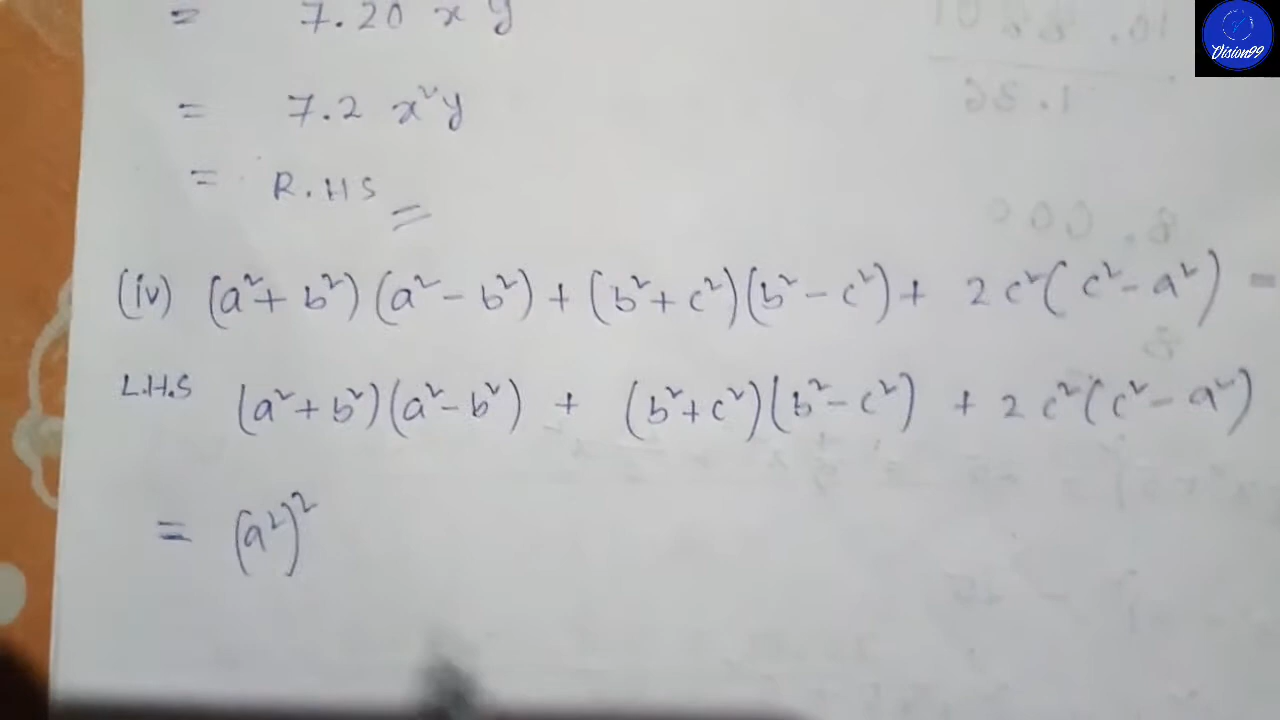 = 7.20 x y
= 7.2 x²y
= R.HS
(iv) (a²+ b²)(a² - b²) + (b²+ c²)(b² - c²) + 2c²(c² - a²) =
L.H.S (a² + b²)(a² - b²) + (b² + c²)(b² - c²) + 2c²(c² - a²)
= (a²)²
Vision99